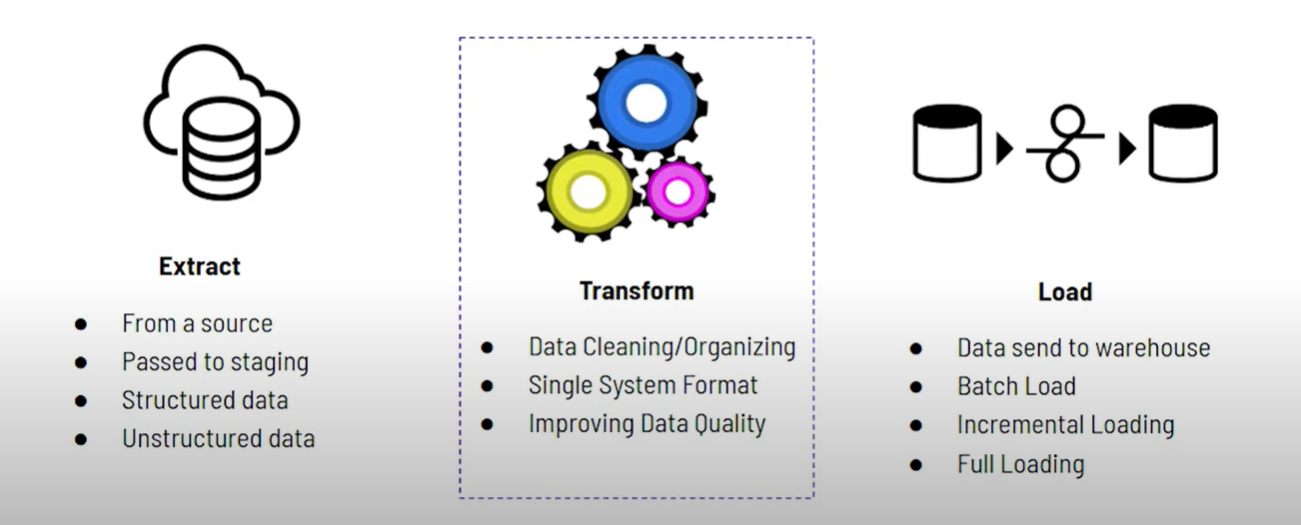 Extract
● From a source
● Passed to staging
● Structured data
● Unstructured data
Transform
● Data Cleaning/Organizing
● Single System Format
● Improving Data Quality
Load
● Data send to warehouse
● Batch Load
● Incremental Loading
● Full Loading